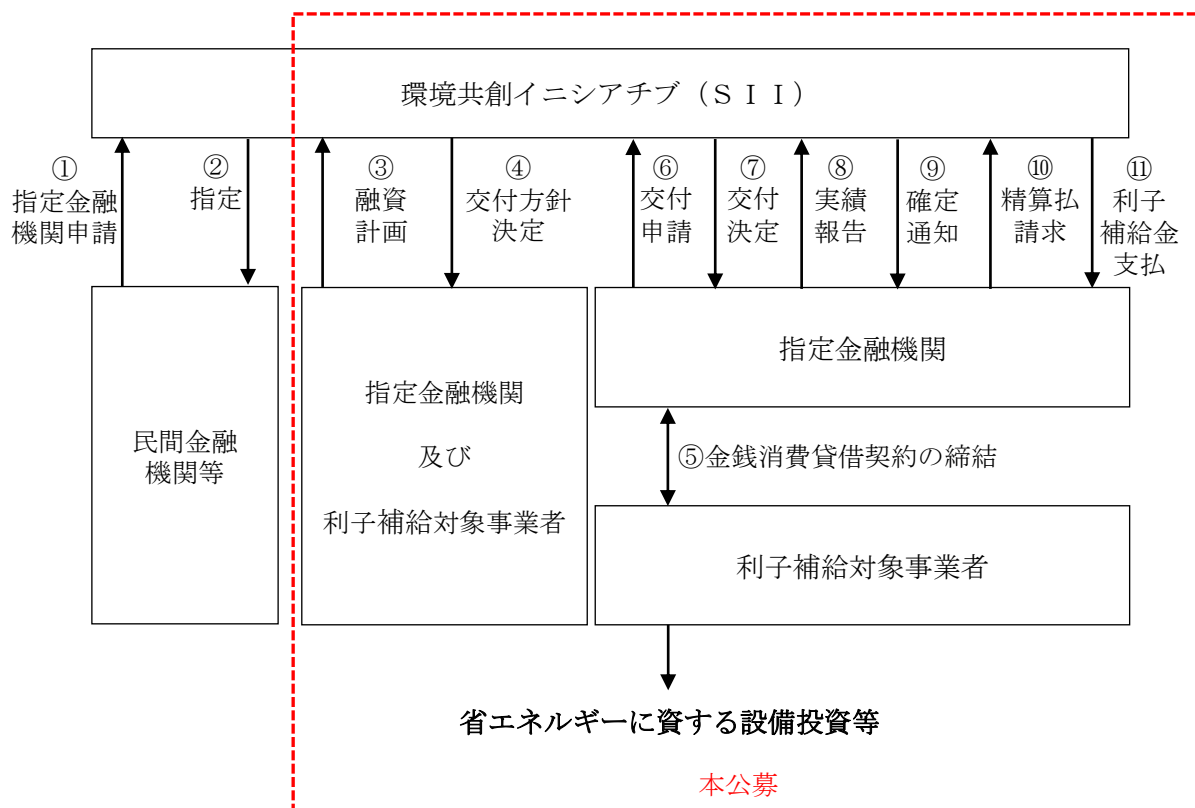 環境共創イニシアチブ（ＳＩＩ）
①
指定金融
機関申請
②
指定
③
融資
計画
④
交付方針
決定
⑥
交付
申請
⑦
交付
決定
⑧
実績
報告
⑨
確定
通知
⑩
精算払
請求
⑪
利子
補給金
支払
民間金融
機関等
指定金融機関
及び
利子補給対象事業者
指定金融機関
⑤金銭消費貸借契約の締結
利子補給対象事業者
省エネルギーに資する設備投資等
本公募